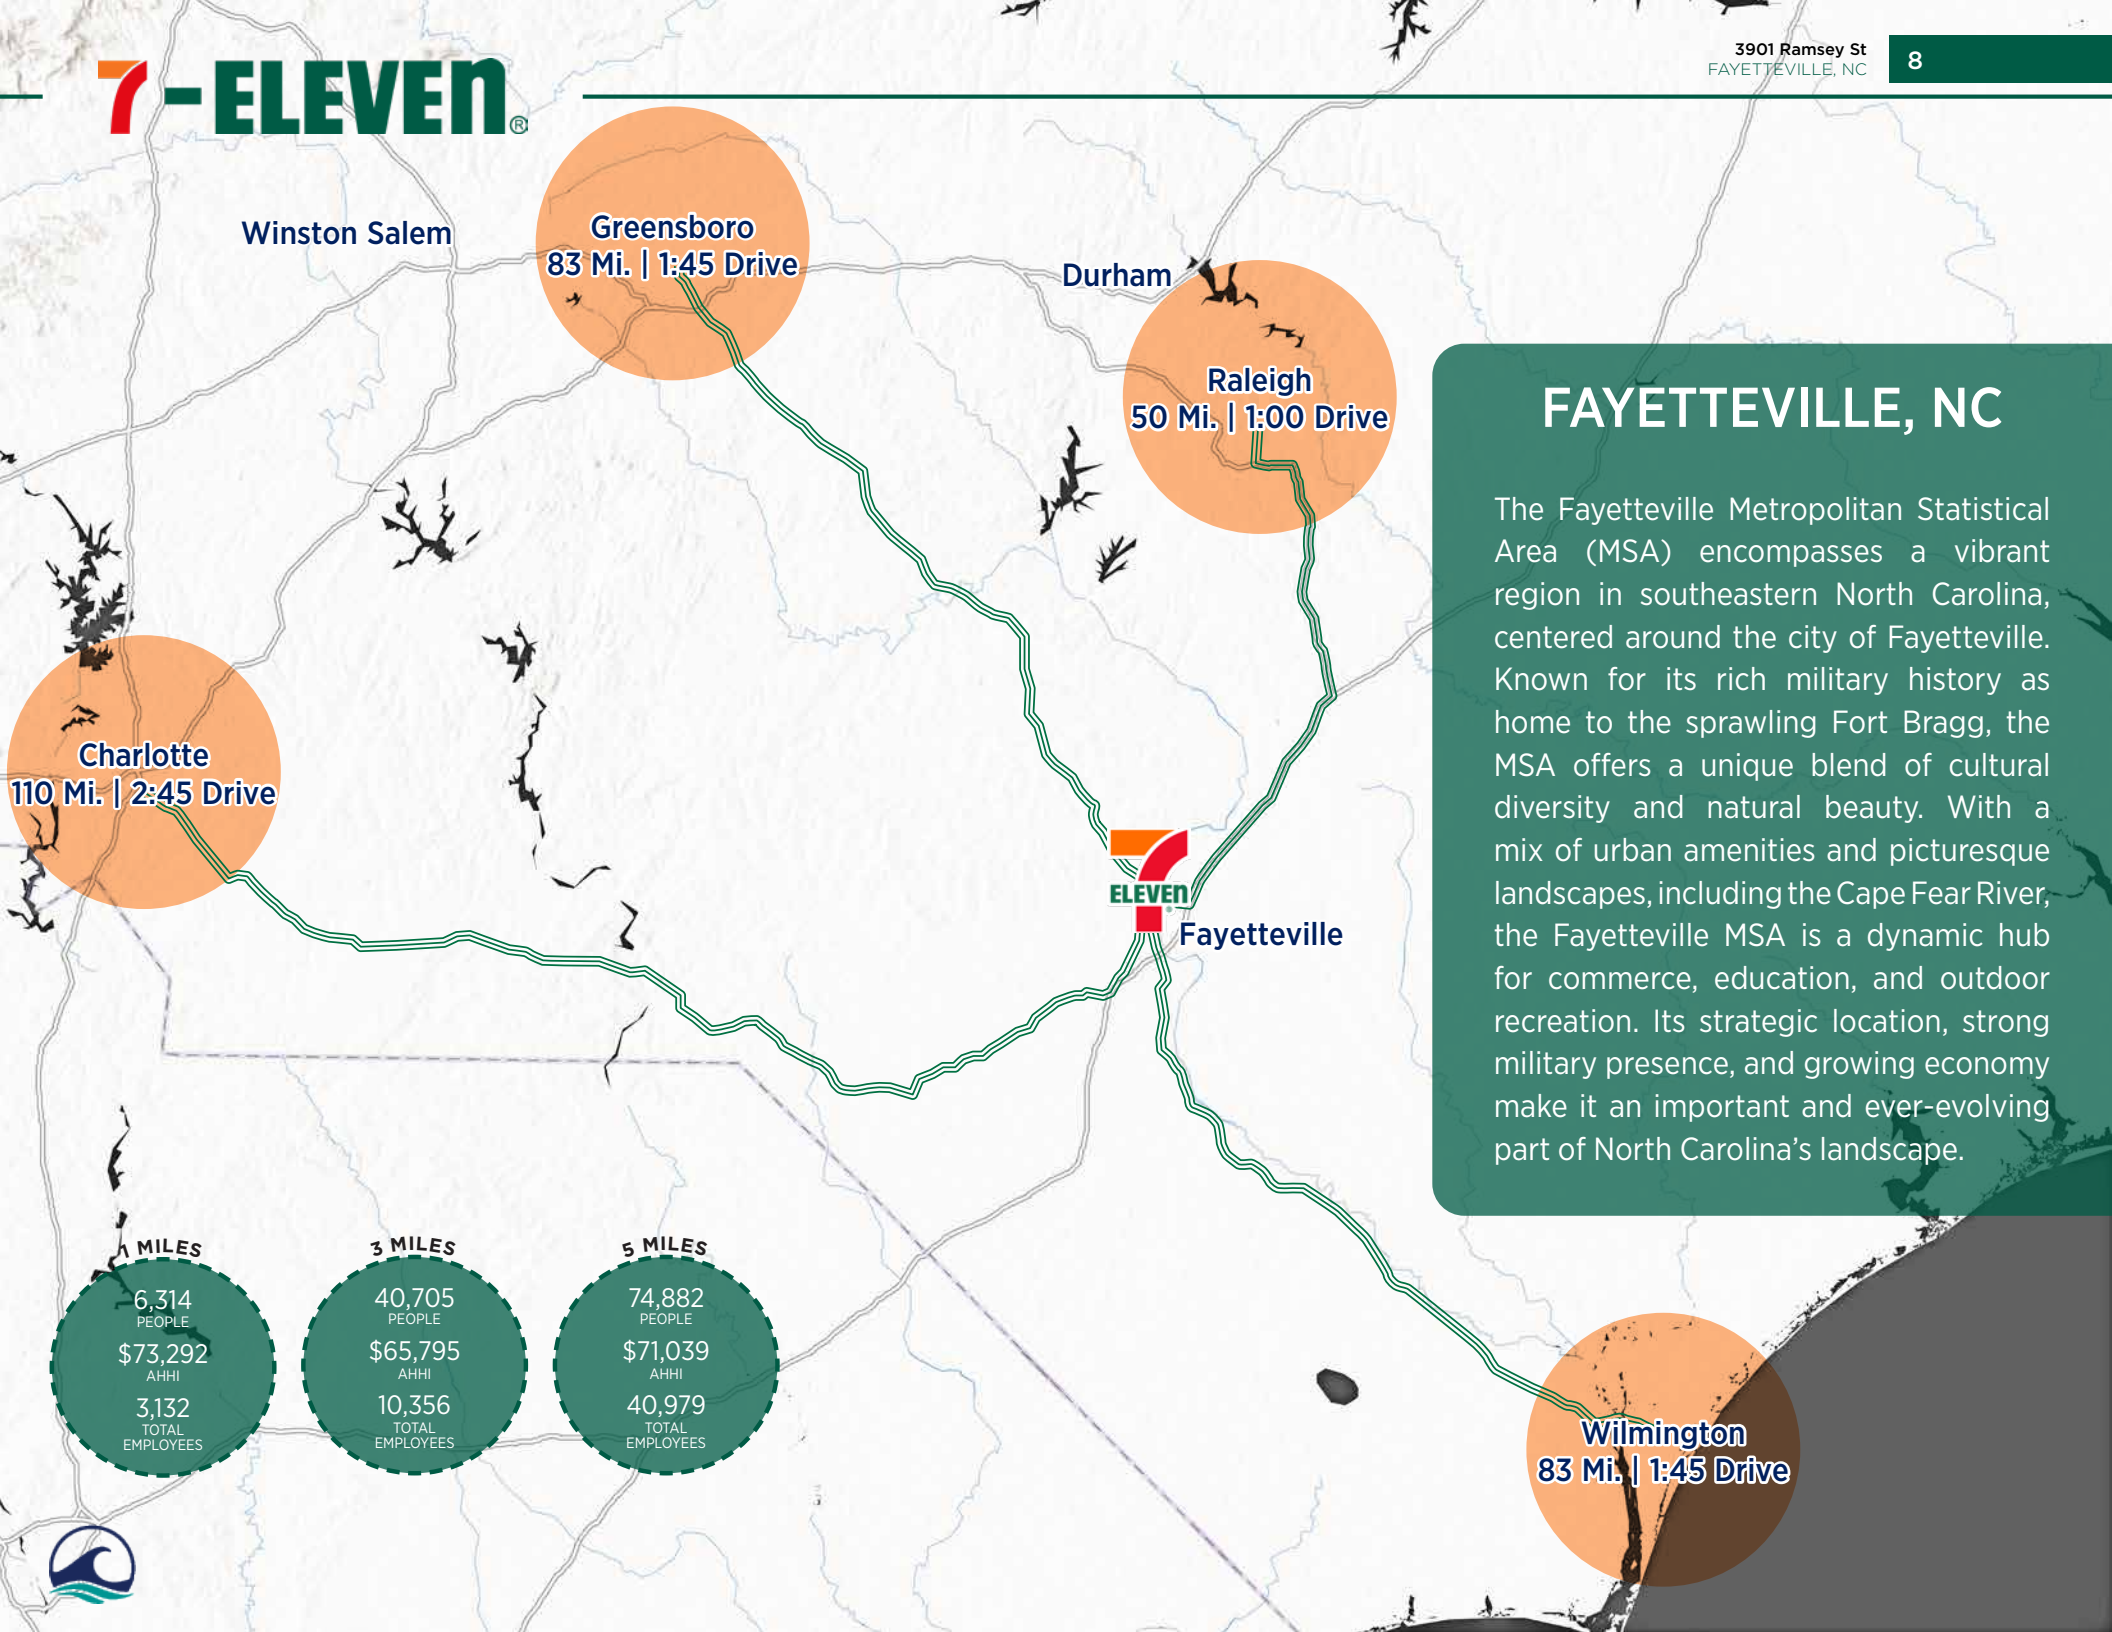 7-ELEVEn®
3901 Ramsey St
FAYETTEVILLE, NC
8
Winston Salem
Greensboro
83 Mi. | 1:45 Drive
Durham
Raleigh
50 Mi. | 1:00 Drive
Charlotte
110 Mi. | 2:45 Drive
7
ELEVEn
Fayetteville
Wilmington
83 Mi. | 1:45 Drive
FAYETTEVILLE, NC
The Fayetteville Metropolitan Statistical
Area (MSA) encompasses a vibrant
region in southeastern North Carolina,
centered around the city of Fayetteville.
Known for its rich military history as
home to the sprawling Fort Bragg, the
MSA offers a unique blend of cultural
diversity and natural beauty. With a
mix of urban amenities and picturesque
landscapes, including the Cape Fear River,
the Fayetteville MSA is a dynamic hub
for commerce, education, and outdoor
recreation. Its strategic location, strong
military presence, and growing economy
make it an important and ever-evolving
part of North Carolina's landscape.
1 MILES
6,314
PEOPLE
$73,292
AHHI
3,132
TOTAL
EMPLOYEES
3 MILES
40,705
PEOPLE
$65,795
AHHI
10,356
TOTAL
EMPLOYEES
5 MILES
74,882
PEOPLE
$71,039
AHHI
40,979
TOTAL
EMPLOYEES